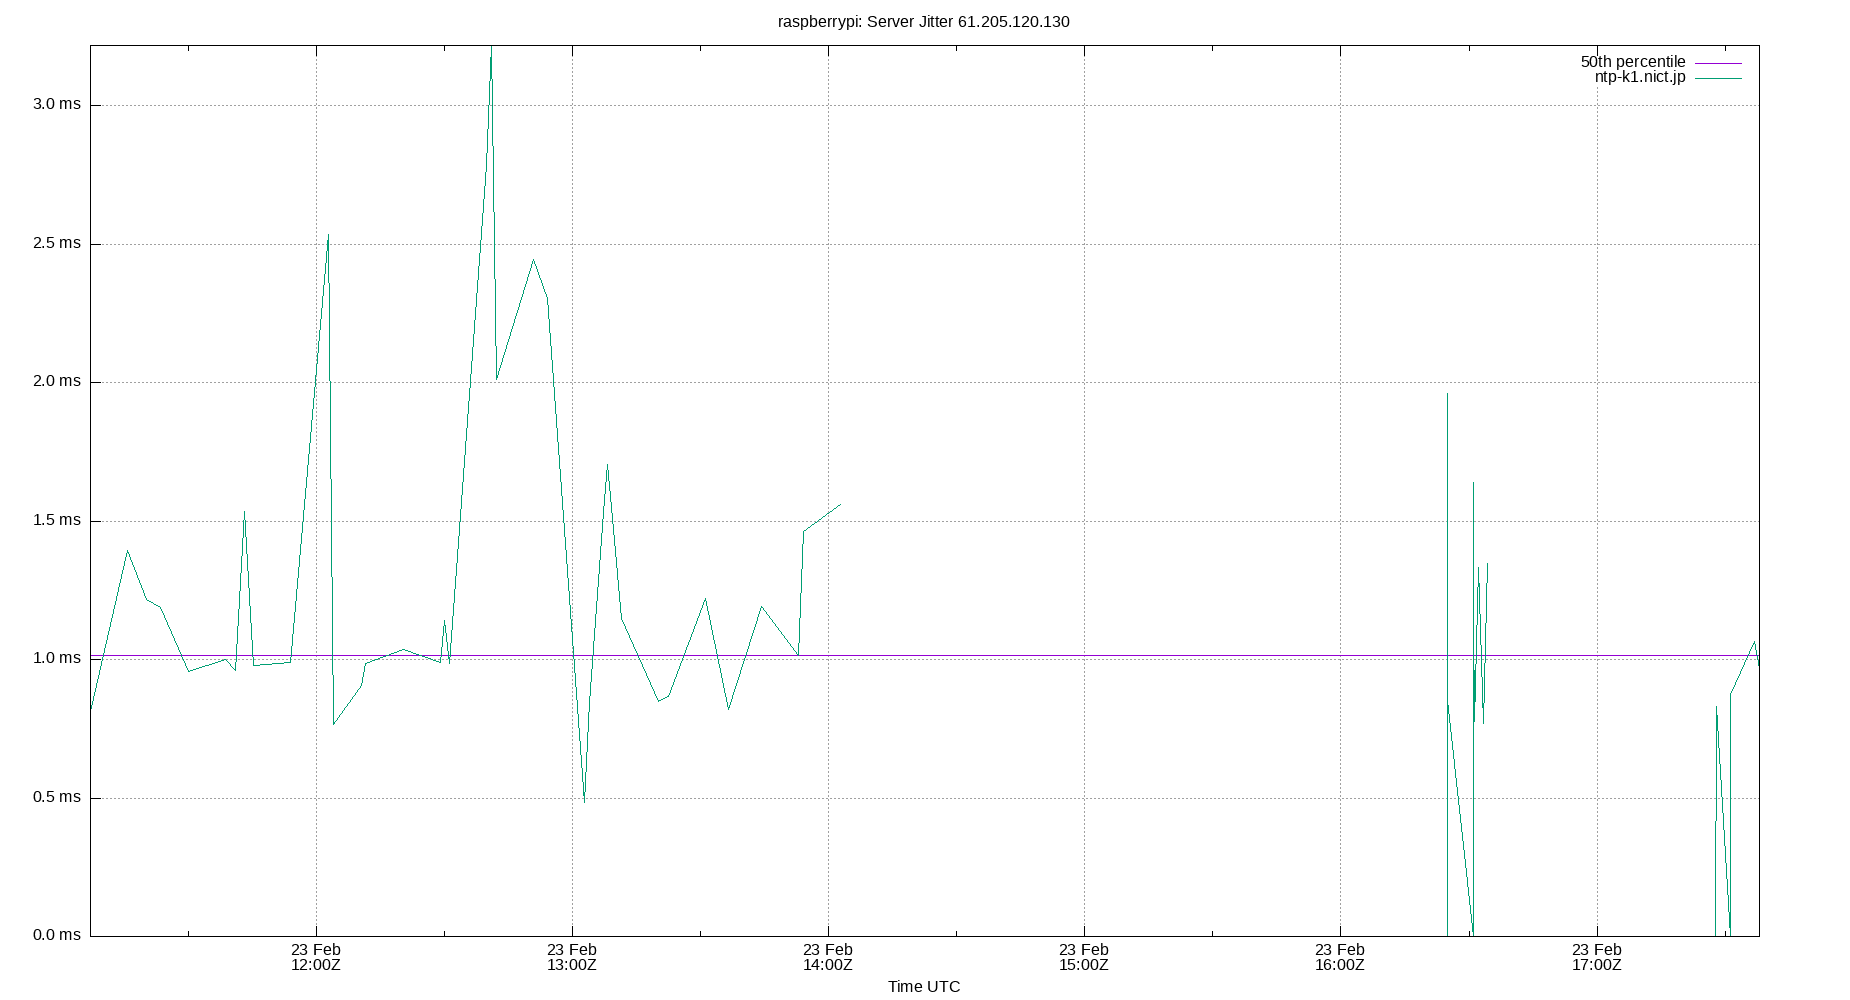 raspberrypi: Server Jitter 61.205.120.130
50th percentile
ntp-k1.nict.jp
3.0 ms
2.5 ms
2.0 ms
1.5 ms
1.0 ms
0.5 ms
0.0 ms
23 Feb 23 Feb 23 Feb 23 Feb 23 Feb 23 Feb
12:00Z 13:00Z 14:00Z 15:00Z 16:00Z 17:00Z
Time UTC